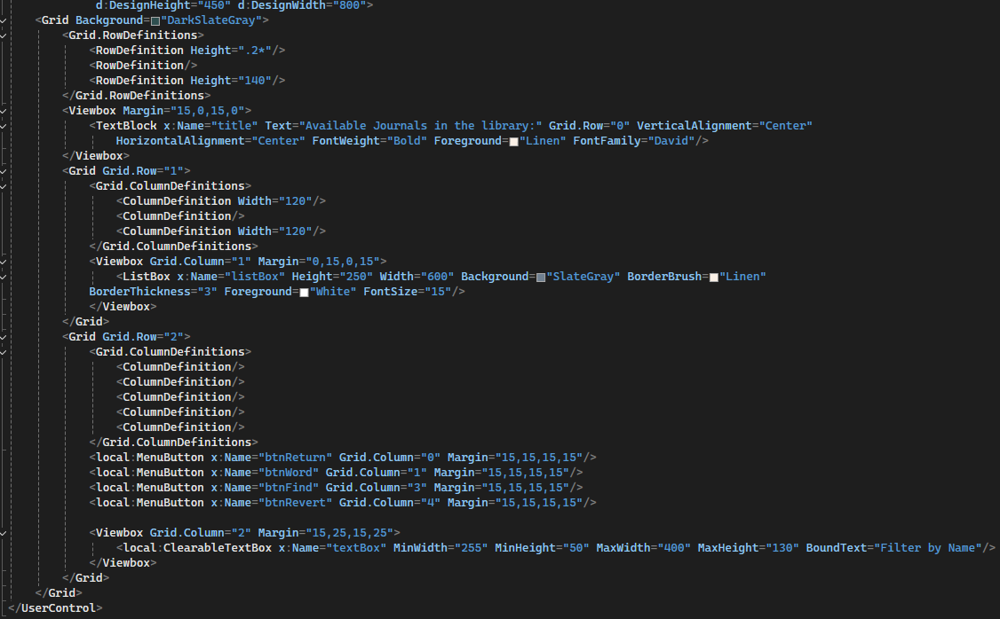 d:DesignHeight="450" d:DesignWidth="800">
<Grid Background="DarkSlateGray">
<Grid.RowDefinitions>
<RowDefinition Height=".2*"/>
<RowDefinition/>
<RowDefinition Height="140"/>
</Grid.RowDefinitions>
<Viewbox Margin="15,0,15,0">
<TextBlock x:Name="title" Text="Available Journals in the library:" Grid.Row="0" VerticalAlignment="Center"
HorizontalAlignment="Center" FontWeight="Bold" Foreground="Linen" FontFamily="David"/>
</Viewbox>
<Grid Grid.Row="1">
<Grid.ColumnDefinitions>
<ColumnDefinition Width="120"/>
<ColumnDefinition/>
<ColumnDefinition Width="120"/>
</Grid.ColumnDefinitions>
<Viewbox Grid.Column="1" Margin="0,15,0,15">
<ListBox x:Name="listBox" Height="250" Width="600" Background="SlateGray" BorderBrush="Linen"
BorderThickness="3" Foreground="White" FontSize="15"/>
</Viewbox>
</Grid>
<Grid Grid.Row="2">
<Grid.ColumnDefinitions>
<ColumnDefinition/>
<ColumnDefinition/>
<ColumnDefinition/>
<ColumnDefinition/>
<ColumnDefinition/>
</Grid.ColumnDefinitions>
<local:MenuButton x:Name="btnReturn" Grid.Column="0" Margin="15,15,15,15"/>
<local:MenuButton x:Name="btnWord" Grid.Column="1" Margin="15,15,15,15"/>
<local:MenuButton x:Name="btnFind" Grid.Column="3" Margin="15,15,15,15"/>
<local:MenuButton x:Name="btnRevert" Grid.Column="4" Margin="15,15,15,15"/>
<Viewbox Grid.Column="2" Margin="15,25,15,25">
<local:ClearableTextBox x:Name="textBox" MinWidth="255" MinHeight="50" MaxWidth="400" MaxHeight="130" BoundText="Filter by Name"/>
</Viewbox>
</Grid>
</Grid>
</UserControl>